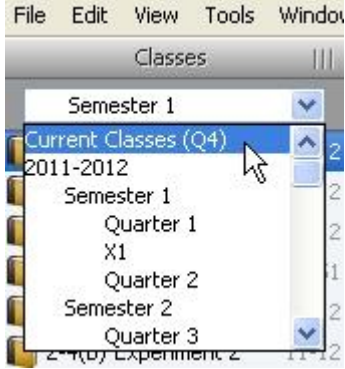 File Edit View Tools Window
Classes
Semester 1
Current Classes (Q4)
2011-2012
Semester 1
Quarter 1
X1
Quarter 2
Semester 2
Quarter 3
2-4(B) Experiment 2 11-12